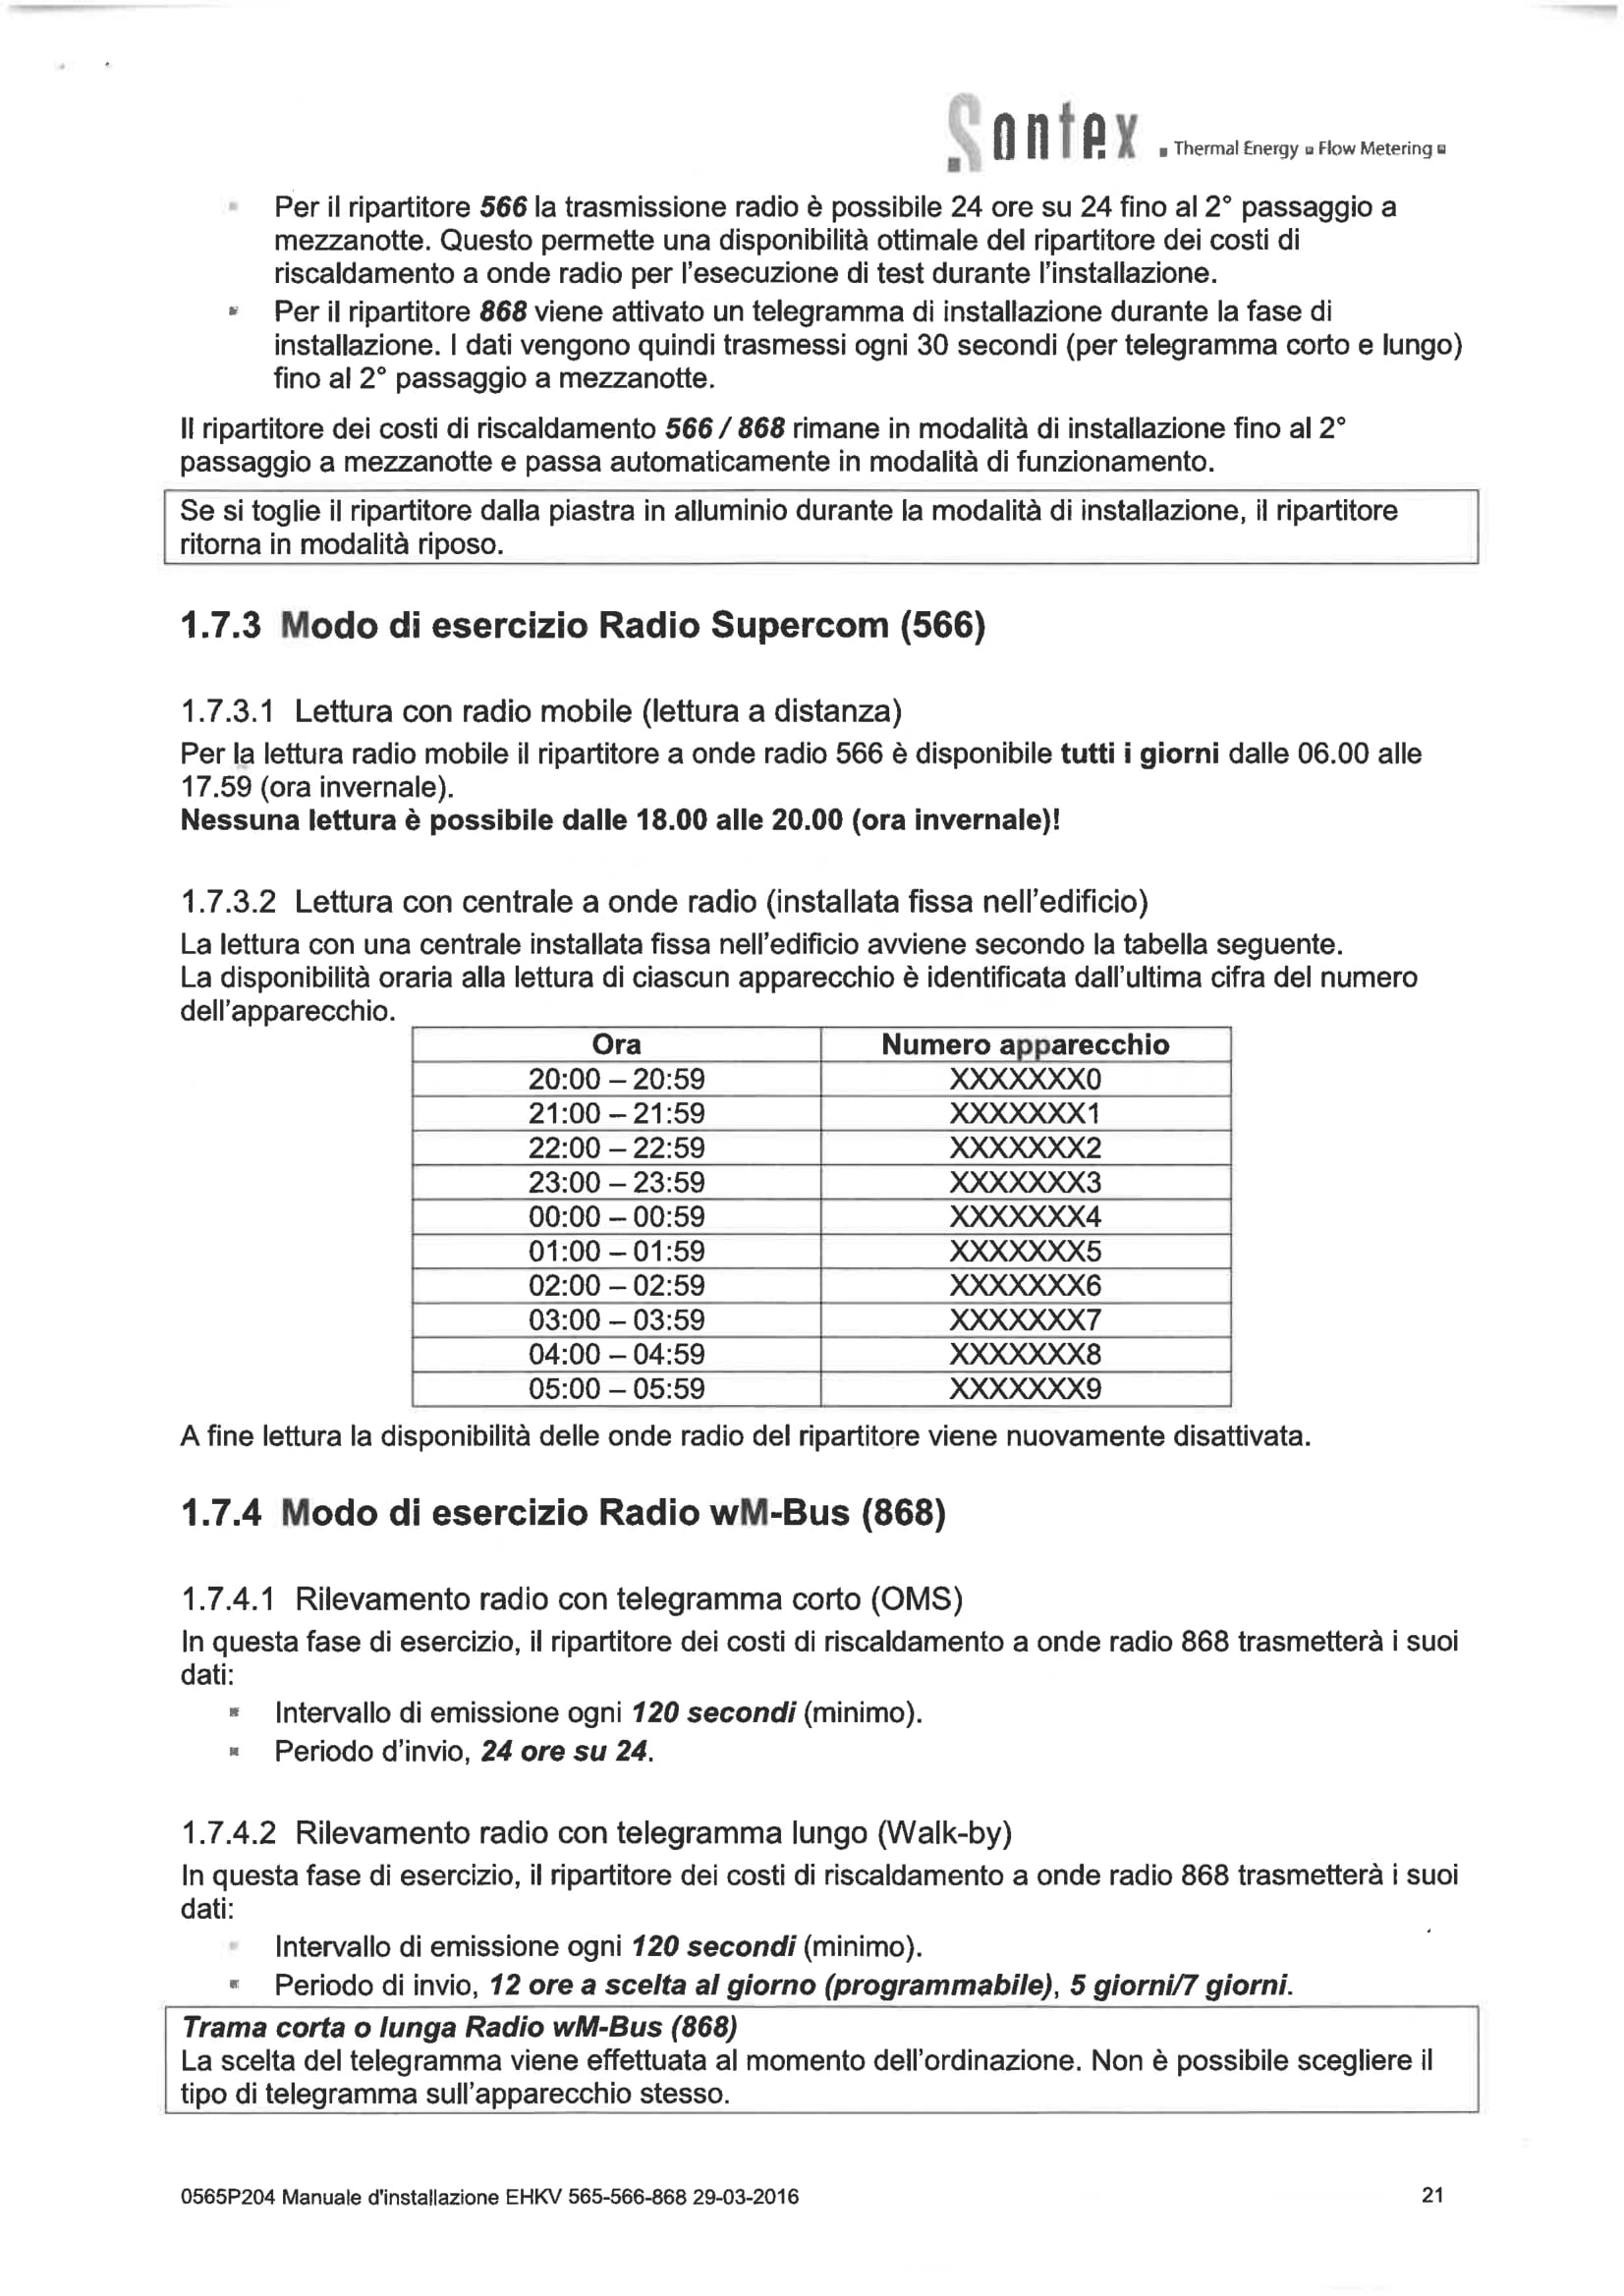 Sontex ▪ Thermal Energy ▪ Flow Metering ▪
▪ Per il ripartitore 566 la trasmissione radio è possibile 24 ore su 24 fino al 2° passaggio a
mezzanotte. Questo permette una disponibilità ottimale del ripartitore dei costi di
riscaldamento a onde radio per l'esecuzione di test durante l'installazione.
▪ Per il ripartitore 868 viene attivato un telegramma di installazione durante la fase di
installazione. I dati vengono quindi trasmessi ogni 30 secondi (per telegramma corto e lungo)
fino al 2° passaggio a mezzanotte.
Il ripartitore dei costi di riscaldamento 566 / 868 rimane in modalità di installazione fino al 2°
passaggio a mezzanotte e passa automaticamente in modalità di funzionamento.
Se si toglie il ripartitore dalla piastra in alluminio durante la modalità di installazione, il ripartitore
ritorna in modalità riposo.
1.7.3 Modo di esercizio Radio Supercom (566)
1.7.3.1 Lettura con radio mobile (lettura a distanza)
Per la lettura radio mobile il ripartitore a onde radio 566 è disponibile tutti i giorni dalle 06.00 alle
17.59 (ora invernale).
Nessuna lettura è possibile dalle 18.00 alle 20.00 (ora invernale)!
1.7.3.2 Lettura con centrale a onde radio (installata fissa nell'edificio)
La lettura con una centrale installata fissa nell'edificio avviene secondo la tabella seguente.
La disponibilità oraria alla lettura di ciascun apparecchio è identificata dall'ultima cifra del numero
dell'apparecchio.
Ora Numero apparecchio
20:00 – 20:59 XXXXXXX0
21:00 – 21:59 XXXXXXX1
22:00 – 22:59 XXXXXXX2
23:00 – 23:59 XXXXXXX3
00:00 – 00:59 XXXXXXX4
01:00 – 01:59 XXXXXXX5
02:00 – 02:59 XXXXXXX6
03:00 – 03:59 XXXXXXX7
04:00 – 04:59 XXXXXXX8
05:00 – 05:59 XXXXXXX9
A fine lettura la disponibilità delle onde radio del ripartitore viene nuovamente disattivata.
1.7.4 Modo di esercizio Radio wM-Bus (868)
1.7.4.1 Rilevamento radio con telegramma corto (OMS)
In questa fase di esercizio, il ripartitore dei costi di riscaldamento a onde radio 868 trasmetterà i suoi
dati:
▪ Intervallo di emissione ogni 120 secondi (minimo).
▪ Periodo d'invio, 24 ore su 24.
1.7.4.2 Rilevamento radio con telegramma lungo (Walk-by)
In questa fase di esercizio, il ripartitore dei costi di riscaldamento a onde radio 868 trasmetterà i suoi
dati:
▪ Intervallo di emissione ogni 120 secondi (minimo).
▪ Periodo di invio, 12 ore a scelta al giorno (programmabile), 5 giorni/7 giorni.
Trama corta o lunga Radio wM-Bus (868)
La scelta del telegramma viene effettuata al momento dell'ordinazione. Non è possibile scegliere il
tipo di telegramma sull'apparecchio stesso.
0565P204 Manuale d'installazione EHKV 565-566-868 29-03-2016 21